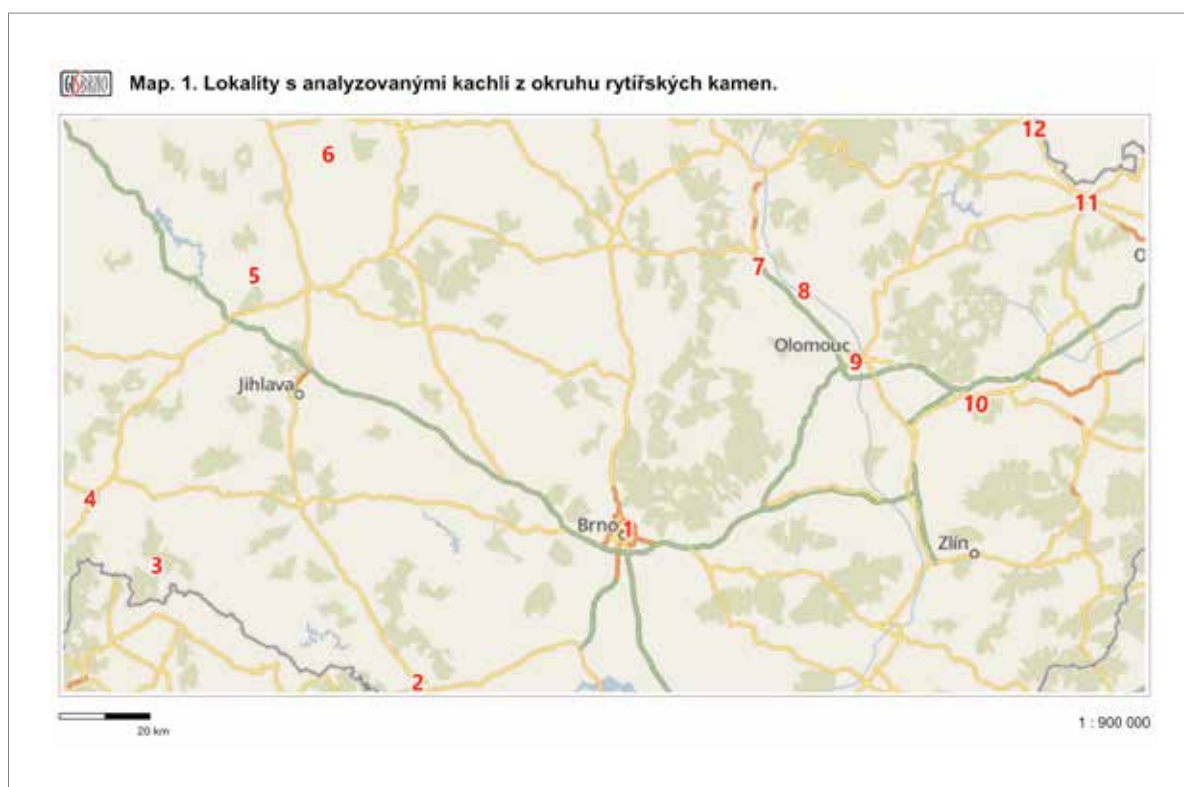 GISBRNO Map. 1. Lokality s analyzovanými kachli z okruhu rytířských kamen.
12
6
11
O
5
7
8
Olomouc
9
Jihlava
10
4
Brno 1
Zlín
3
2
20 km
1 : 900 000